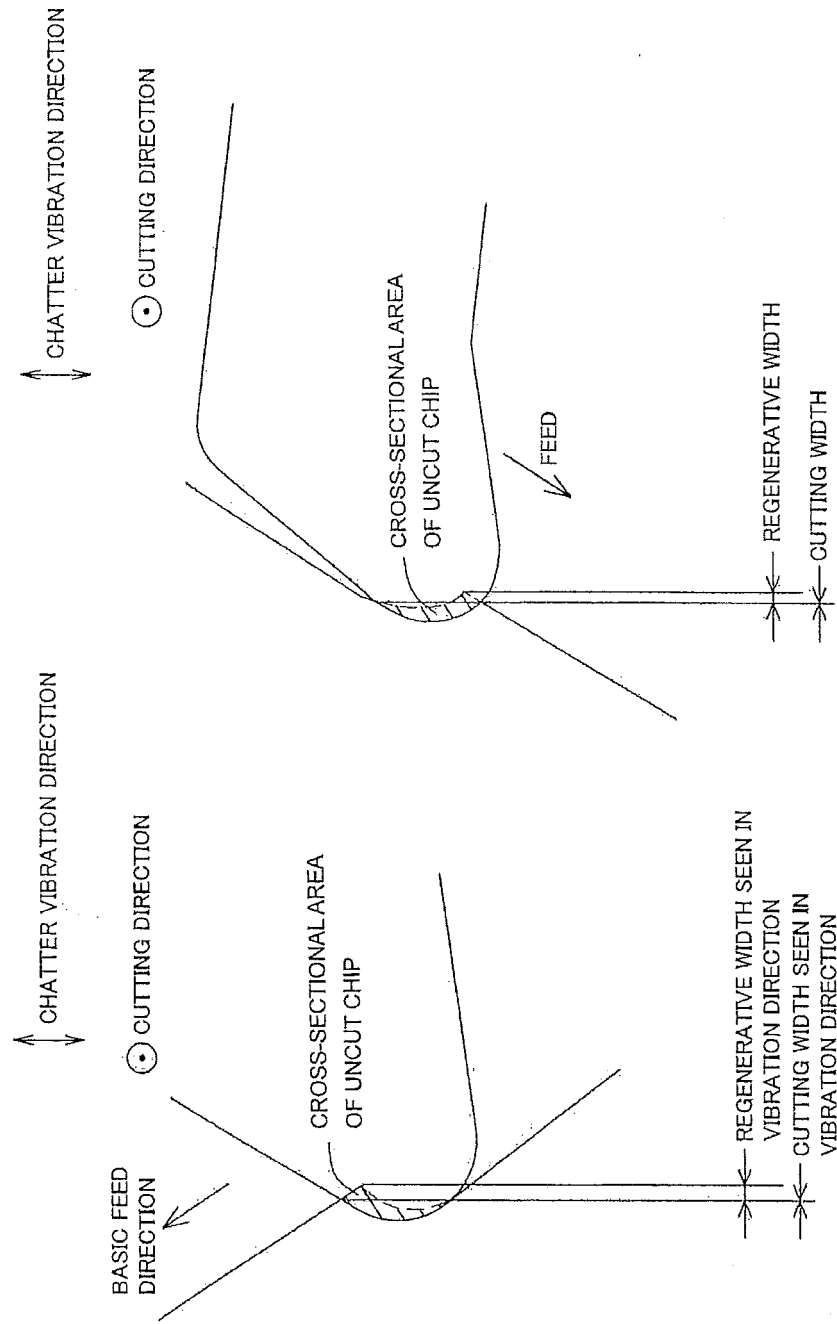 CHATTER VIBRATION DIRECTION
CUTTING DIRECTION
BASIC FEED
DIRECTION
CROSS-SECTIONAL AREA
OF UNCUT CHIP
REGENERATIVE WIDTH SEEN IN
VIBRATION DIRECTION
CUTTING WIDTH SEEN IN
VIBRATION DIRECTION
CHATTER VIBRATION DIRECTION
CUTTING DIRECTION
CROSS-SECTIONAL AREA
OF UNCUT CHIP
FEED
REGENERATIVE WIDTH
CUTTING WIDTH